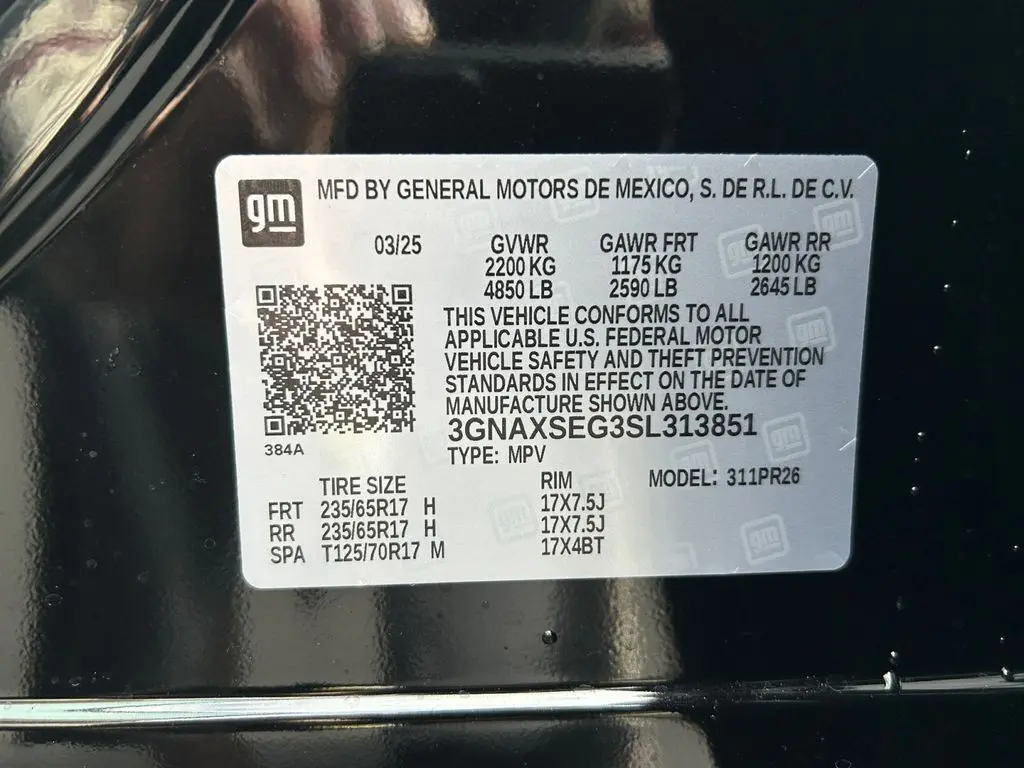 gm MFD BY GENERAL MOTORS DE MEXICO, S. DE R.L. DE C.V.
03/25 GVWR GAWR FRT GAWR RR
2200 KG 1175 KG 1200 KG
4850 LB 2590 LB 2645 LB
THIS VEHICLE CONFORMS TO ALL
APPLICABLE U.S. FEDERAL MOTOR
VEHICLE SAFETY AND THEFT PREVENTION
STANDARDS IN EFFECT ON THE DATE OF
MANUFACTURE SHOWN ABOVE.
3GNAXSEG3SL313851
384A
TYPE: MPV
TIRE SIZE RIM MODEL: 311PR26
FRT 235/65R17 H 17X7.5J
RR 235/65R17 H 17X7.5J
SPA T125/70R17 M 17X4BT